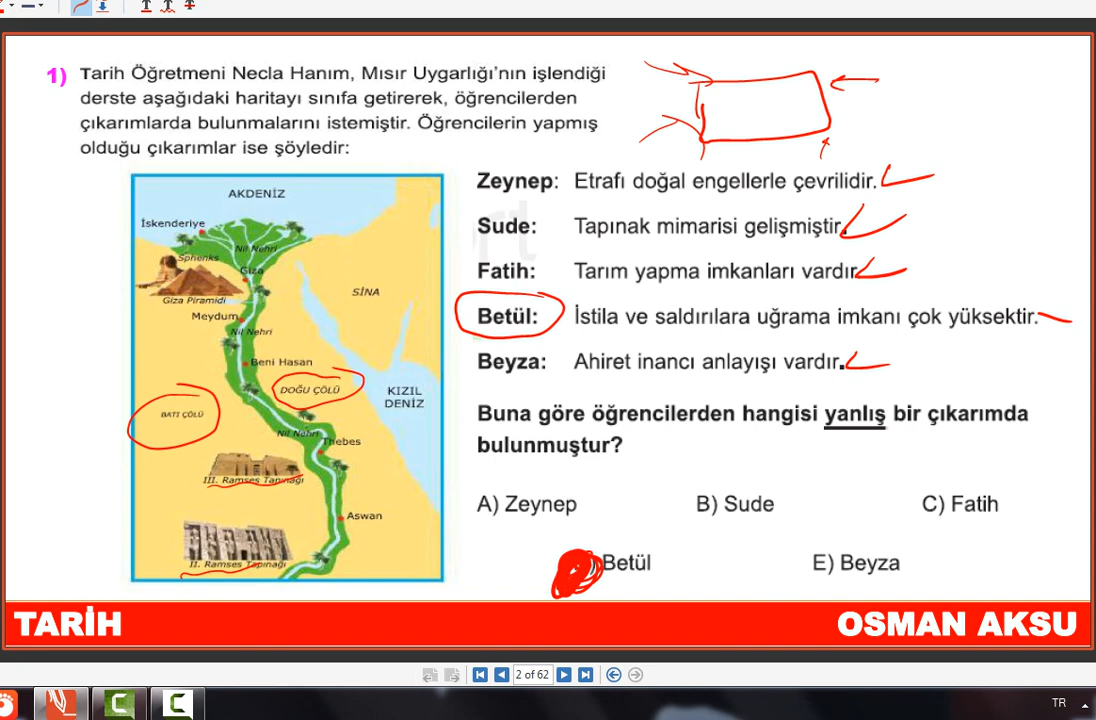 1) Tarih Öğretmeni Necla Hanım, Mısır Uygarlığı'nın işlendiği
derste aşağıdaki haritayı sınıfa getirerek, öğrencilerden
çıkarımlarda bulunmalarını istemiştir. Öğrencilerin yapmış
olduğu çıkarımlar ise şöyledir:
AKDENİZ
İskenderiye
Nil Nehri
Sphenks
Giza
Giza Piramidi
SİNA
Meydum
Nil Nehri
Beni Hasan
DOĞU ÇÖLÜ
KIZIL
DENİZ
BATI ÇÖLÜ
Nil Nehri
Thebes
III. Ramses Tapınağı
Aswan
II. Ramses Tapınağı
Zeynep: Etrafı doğal engellerle çevrilidir.
Sude: Tapınak mimarisi gelişmiştir.
Fatih: Tarım yapma imkanları vardır
Betül: İstila ve saldırılara uğrama imkanı çok yüksektir.
Beyza: Ahiret inancı anlayışı vardır.
Buna göre öğrencilerden hangisi yanlış bir çıkarımda
bulunmuştur?
A) Zeynep B) Sude C) Fatih
Betül E) Beyza
TARİH OSMAN AKSU
2 of 62
TR